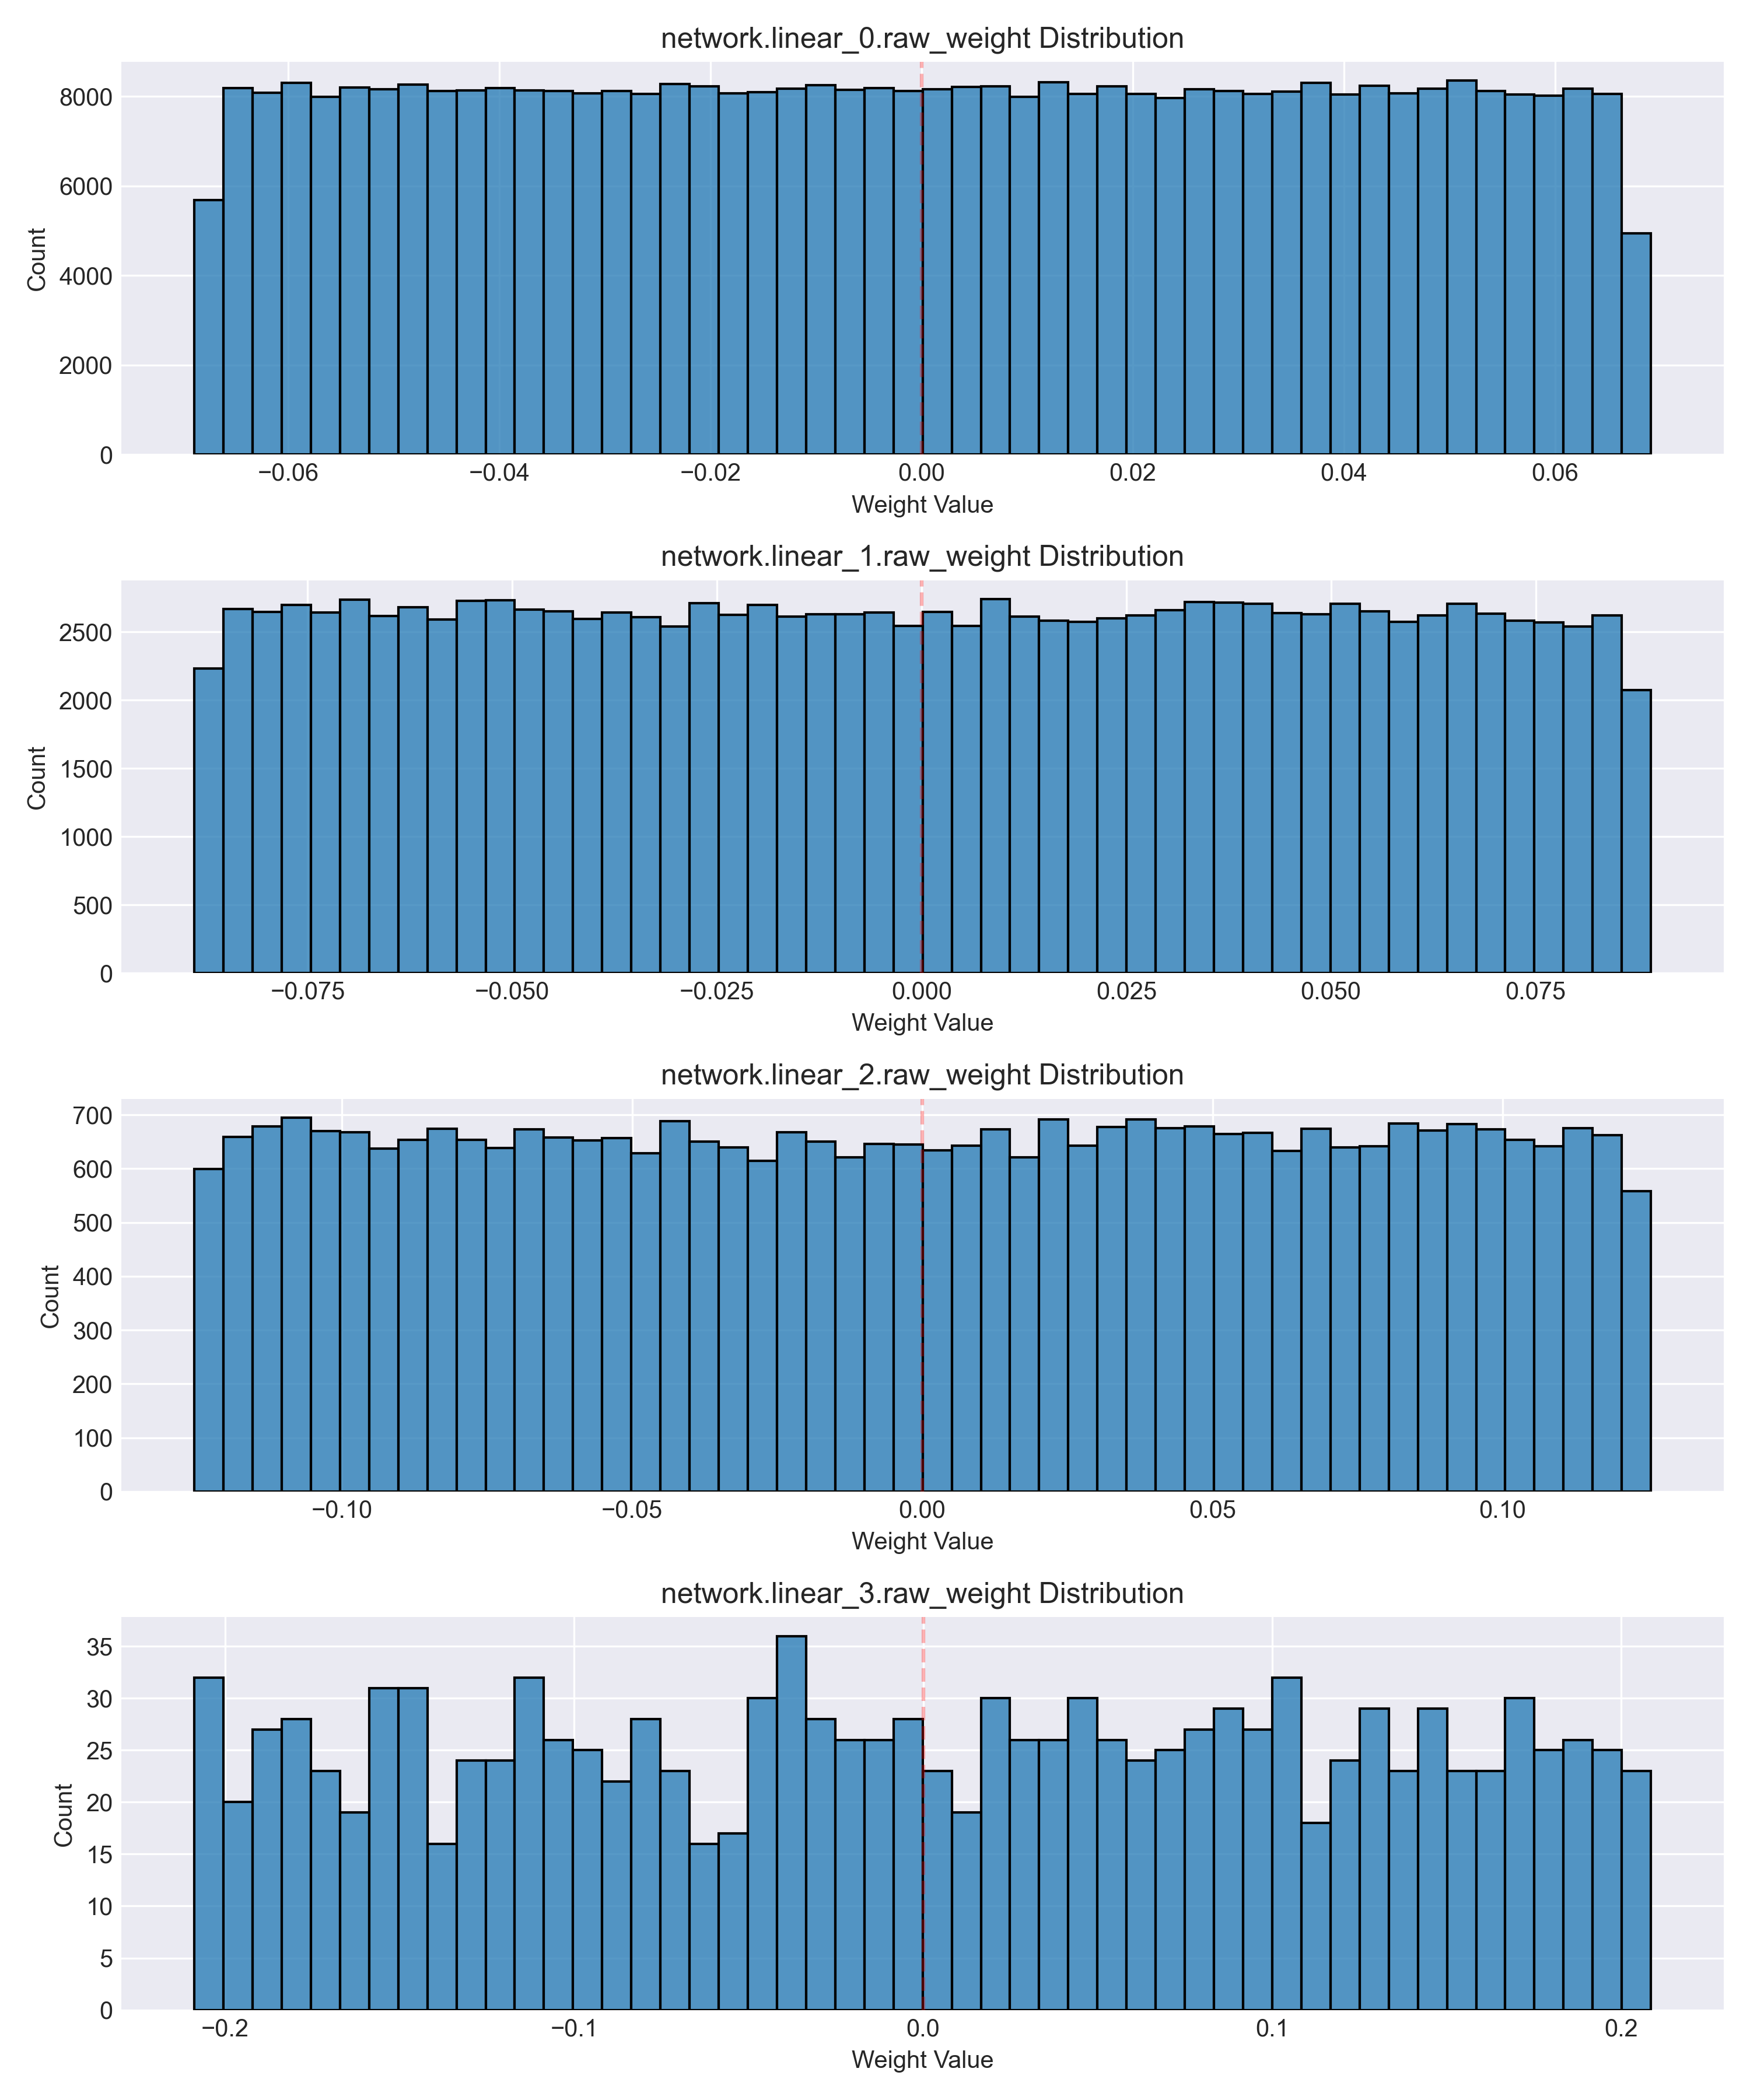 network.linear_0.raw_weight Distribution
8000
6000
4000
2000
0
Count
−0.06 −0.04 −0.02 0.00 0.02 0.04 0.06
Weight Value
network.linear_1.raw_weight Distribution
2500
2000
1500
1000
500
0
Count
−0.075 −0.050 −0.025 0.000 0.025 0.050 0.075
Weight Value
network.linear_2.raw_weight Distribution
700
600
500
400
300
200
100
0
Count
−0.10 −0.05 0.00 0.05 0.10
Weight Value
network.linear_3.raw_weight Distribution
35
30
25
20
15
10
5
0
Count
−0.2 −0.1 0.0 0.1 0.2
Weight Value